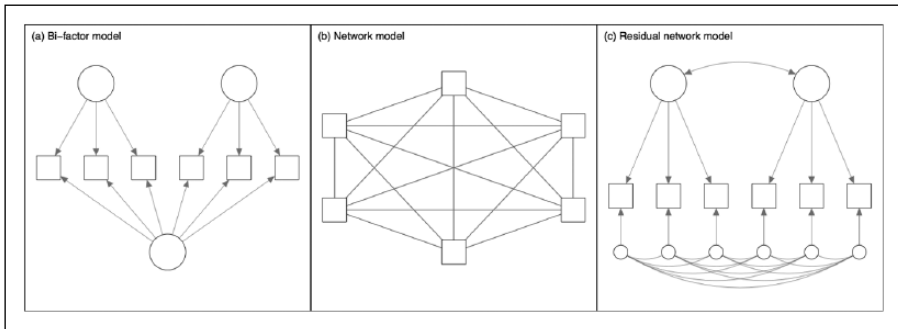 (a) Bi−factor model
(b) Network model
(c) Residual network model